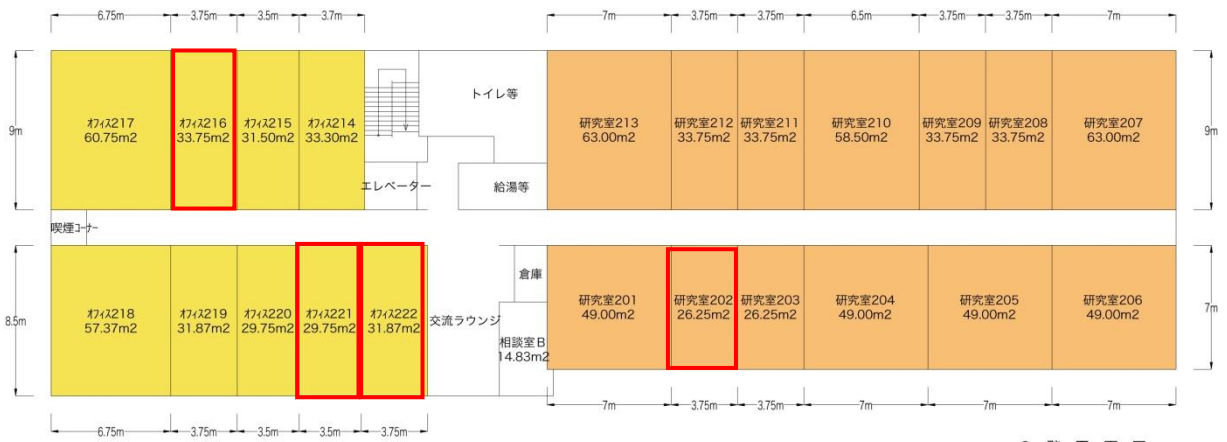 6.75m 3.75m 3.5m 3.7m 7m 3.75m 3.75m 6.5m 3.75m 3.75m 7m
9m
9m
トイレ等
オフィス217
60.75m2
オフィス216
33.75m2
オフィス215
31.50m2
オフィス214
33.30m2
研究室213
63.00m2
研究室212
33.75m2
研究室211
33.75m2
研究室210
58.50m2
研究室209
33.75m2
研究室208
33.75m2
研究室207
63.00m2
エレベーター
給湯等
喫煙コーナー
倉庫
8.5m
7m
オフィス218
57.37m2
オフィス219
31.87m2
オフィス220
29.75m2
オフィス221
29.75m2
オフィス222
31.87m2
交流ラウンジ
相談室B
14.83m2
研究室201
49.00m2
研究室202
26.25m2
研究室203
26.25m2
研究室204
49.00m2
研究室205
49.00m2
研究室206
49.00m2
7m 3.75m 3.75m 7m 7m 7m
6.75m 3.75m 3.5m 3.5m 3.75m